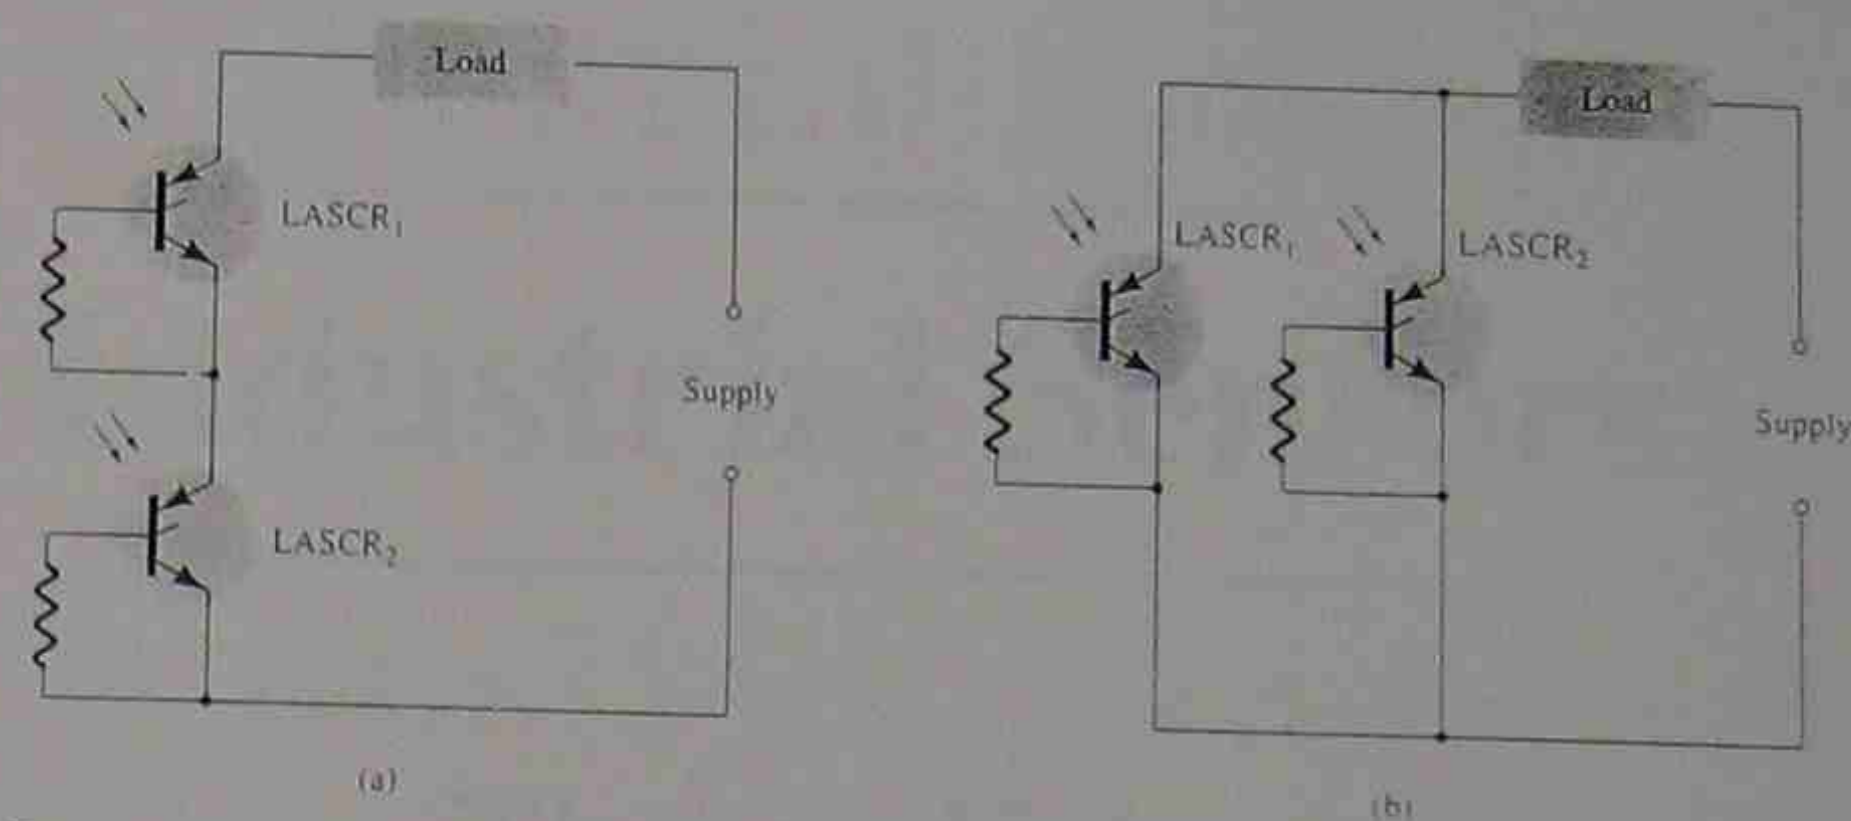 Load
LASCR₁
Supply
LASCR₂
(a)
Load
LASCR₁
LASCR₂
Supply
(b)